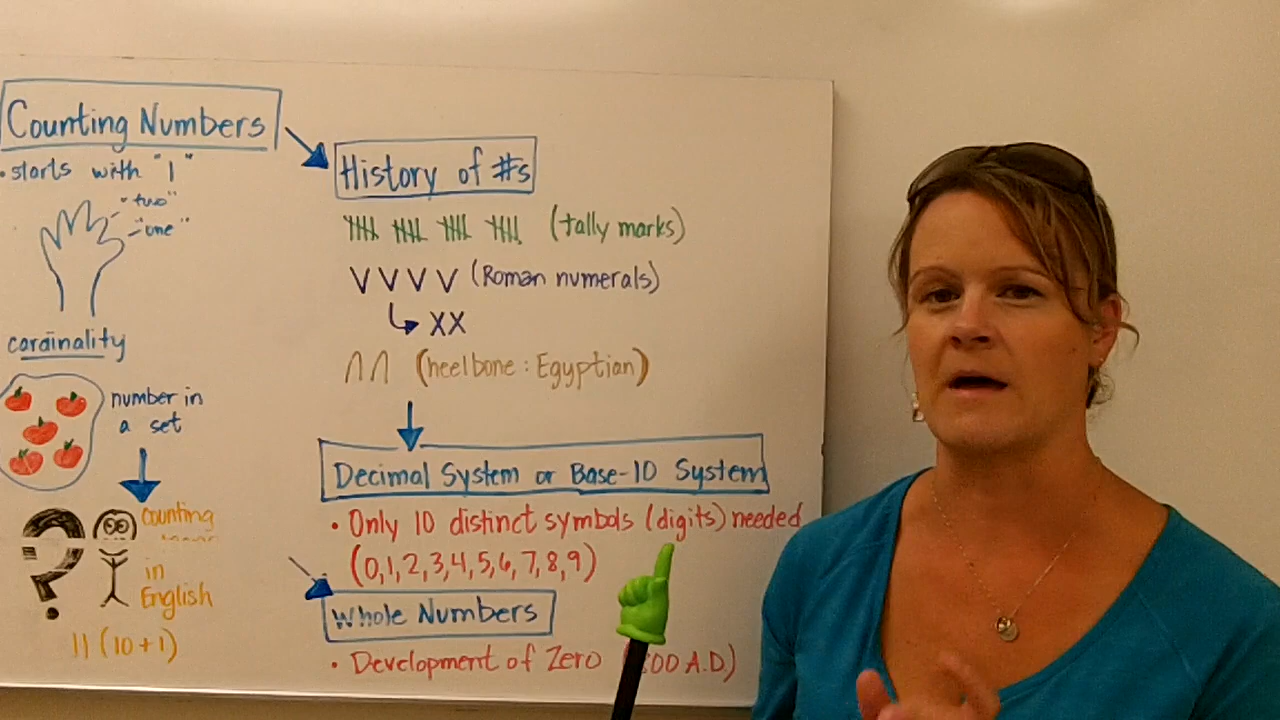 Counting Numbers
• starts with "1"
"two"
"one"
cardinality
number in
a set
counting
in
English
11 (10+1)
History of #s
(tally marks)
V V V V (Roman numerals)
XX
∩∩ (heelbone : Egyptian)
Decimal System or Base-10 System
• Only 10 distinct symbols (digits) needed
(0,1,2,3,4,5,6,7,8,9)
Whole Numbers
• Development of Zero 00 A.D.)